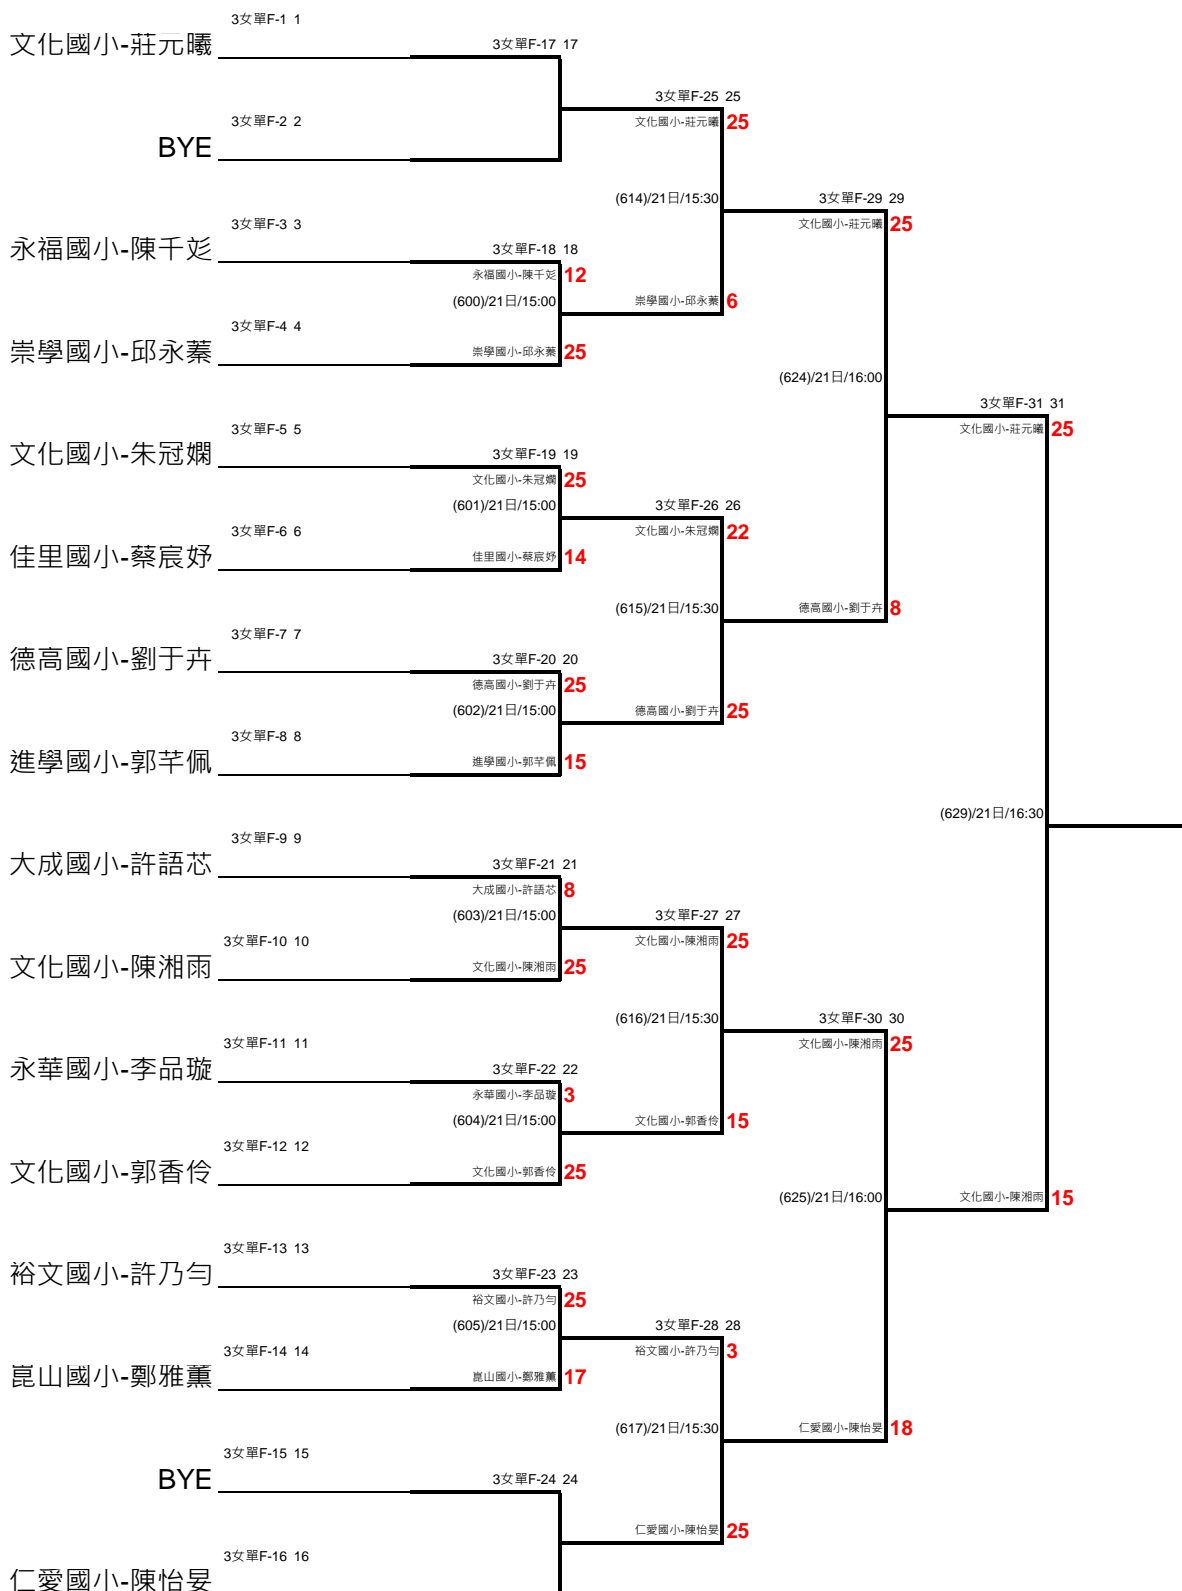 3女單F-1 1
文化國小-莊元曦
3女單F-17 17
3女單F-25 25
文化國小-莊元曦 25
3女單F-2 2
BYE
(614)/21日/15:30
3女單F-29 29
文化國小-莊元曦 25
3女單F-3 3
永福國小-陳千彣
3女單F-18 18
永福國小-陳千彣 12
(600)/21日/15:00
崇學國小-邱永蓁 6
3女單F-4 4
崇學國小-邱永蓁
崇學國小-邱永蓁 25
(624)/21日/16:00
3女單F-31 31
文化國小-莊元曦 25
3女單F-5 5
文化國小-朱冠嫻
3女單F-19 19
文化國小-朱冠嫻 25
(601)/21日/15:00
3女單F-26 26
文化國小-朱冠嫻 22
3女單F-6 6
佳里國小-蔡宸妤
佳里國小-蔡宸妤 14
(615)/21日/15:30
德高國小-劉于卉 8
3女單F-7 7
德高國小-劉于卉
3女單F-20 20
德高國小-劉于卉 25
(602)/21日/15:00
德高國小-劉于卉 25
3女單F-8 8
進學國小-郭芊佩
進學國小-郭芊佩 15
(629)/21日/16:30
3女單F-9 9
大成國小-許語芯
3女單F-21 21
大成國小-許語芯 8
(603)/21日/15:00
3女單F-27 27
文化國小-陳湘雨 25
3女單F-10 10
文化國小-陳湘雨
文化國小-陳湘雨 25
(616)/21日/15:30
3女單F-30 30
文化國小-陳湘雨 25
3女單F-11 11
永華國小-李品璇
3女單F-22 22
永華國小-李品璇 3
(604)/21日/15:00
文化國小-郭香伶 15
3女單F-12 12
文化國小-郭香伶
文化國小-郭香伶 25
(625)/21日/16:00
文化國小-陳湘雨 15
3女單F-13 13
裕文國小-許乃勻
3女單F-23 23
裕文國小-許乃勻 25
(605)/21日/15:00
3女單F-28 28
裕文國小-許乃勻 3
3女單F-14 14
崑山國小-鄭雅薰
崑山國小-鄭雅薰 17
(617)/21日/15:30
仁愛國小-陳怡妟 18
3女單F-15 15
BYE
3女單F-24 24
仁愛國小-陳怡妟 25
3女單F-16 16
仁愛國小-陳怡妟